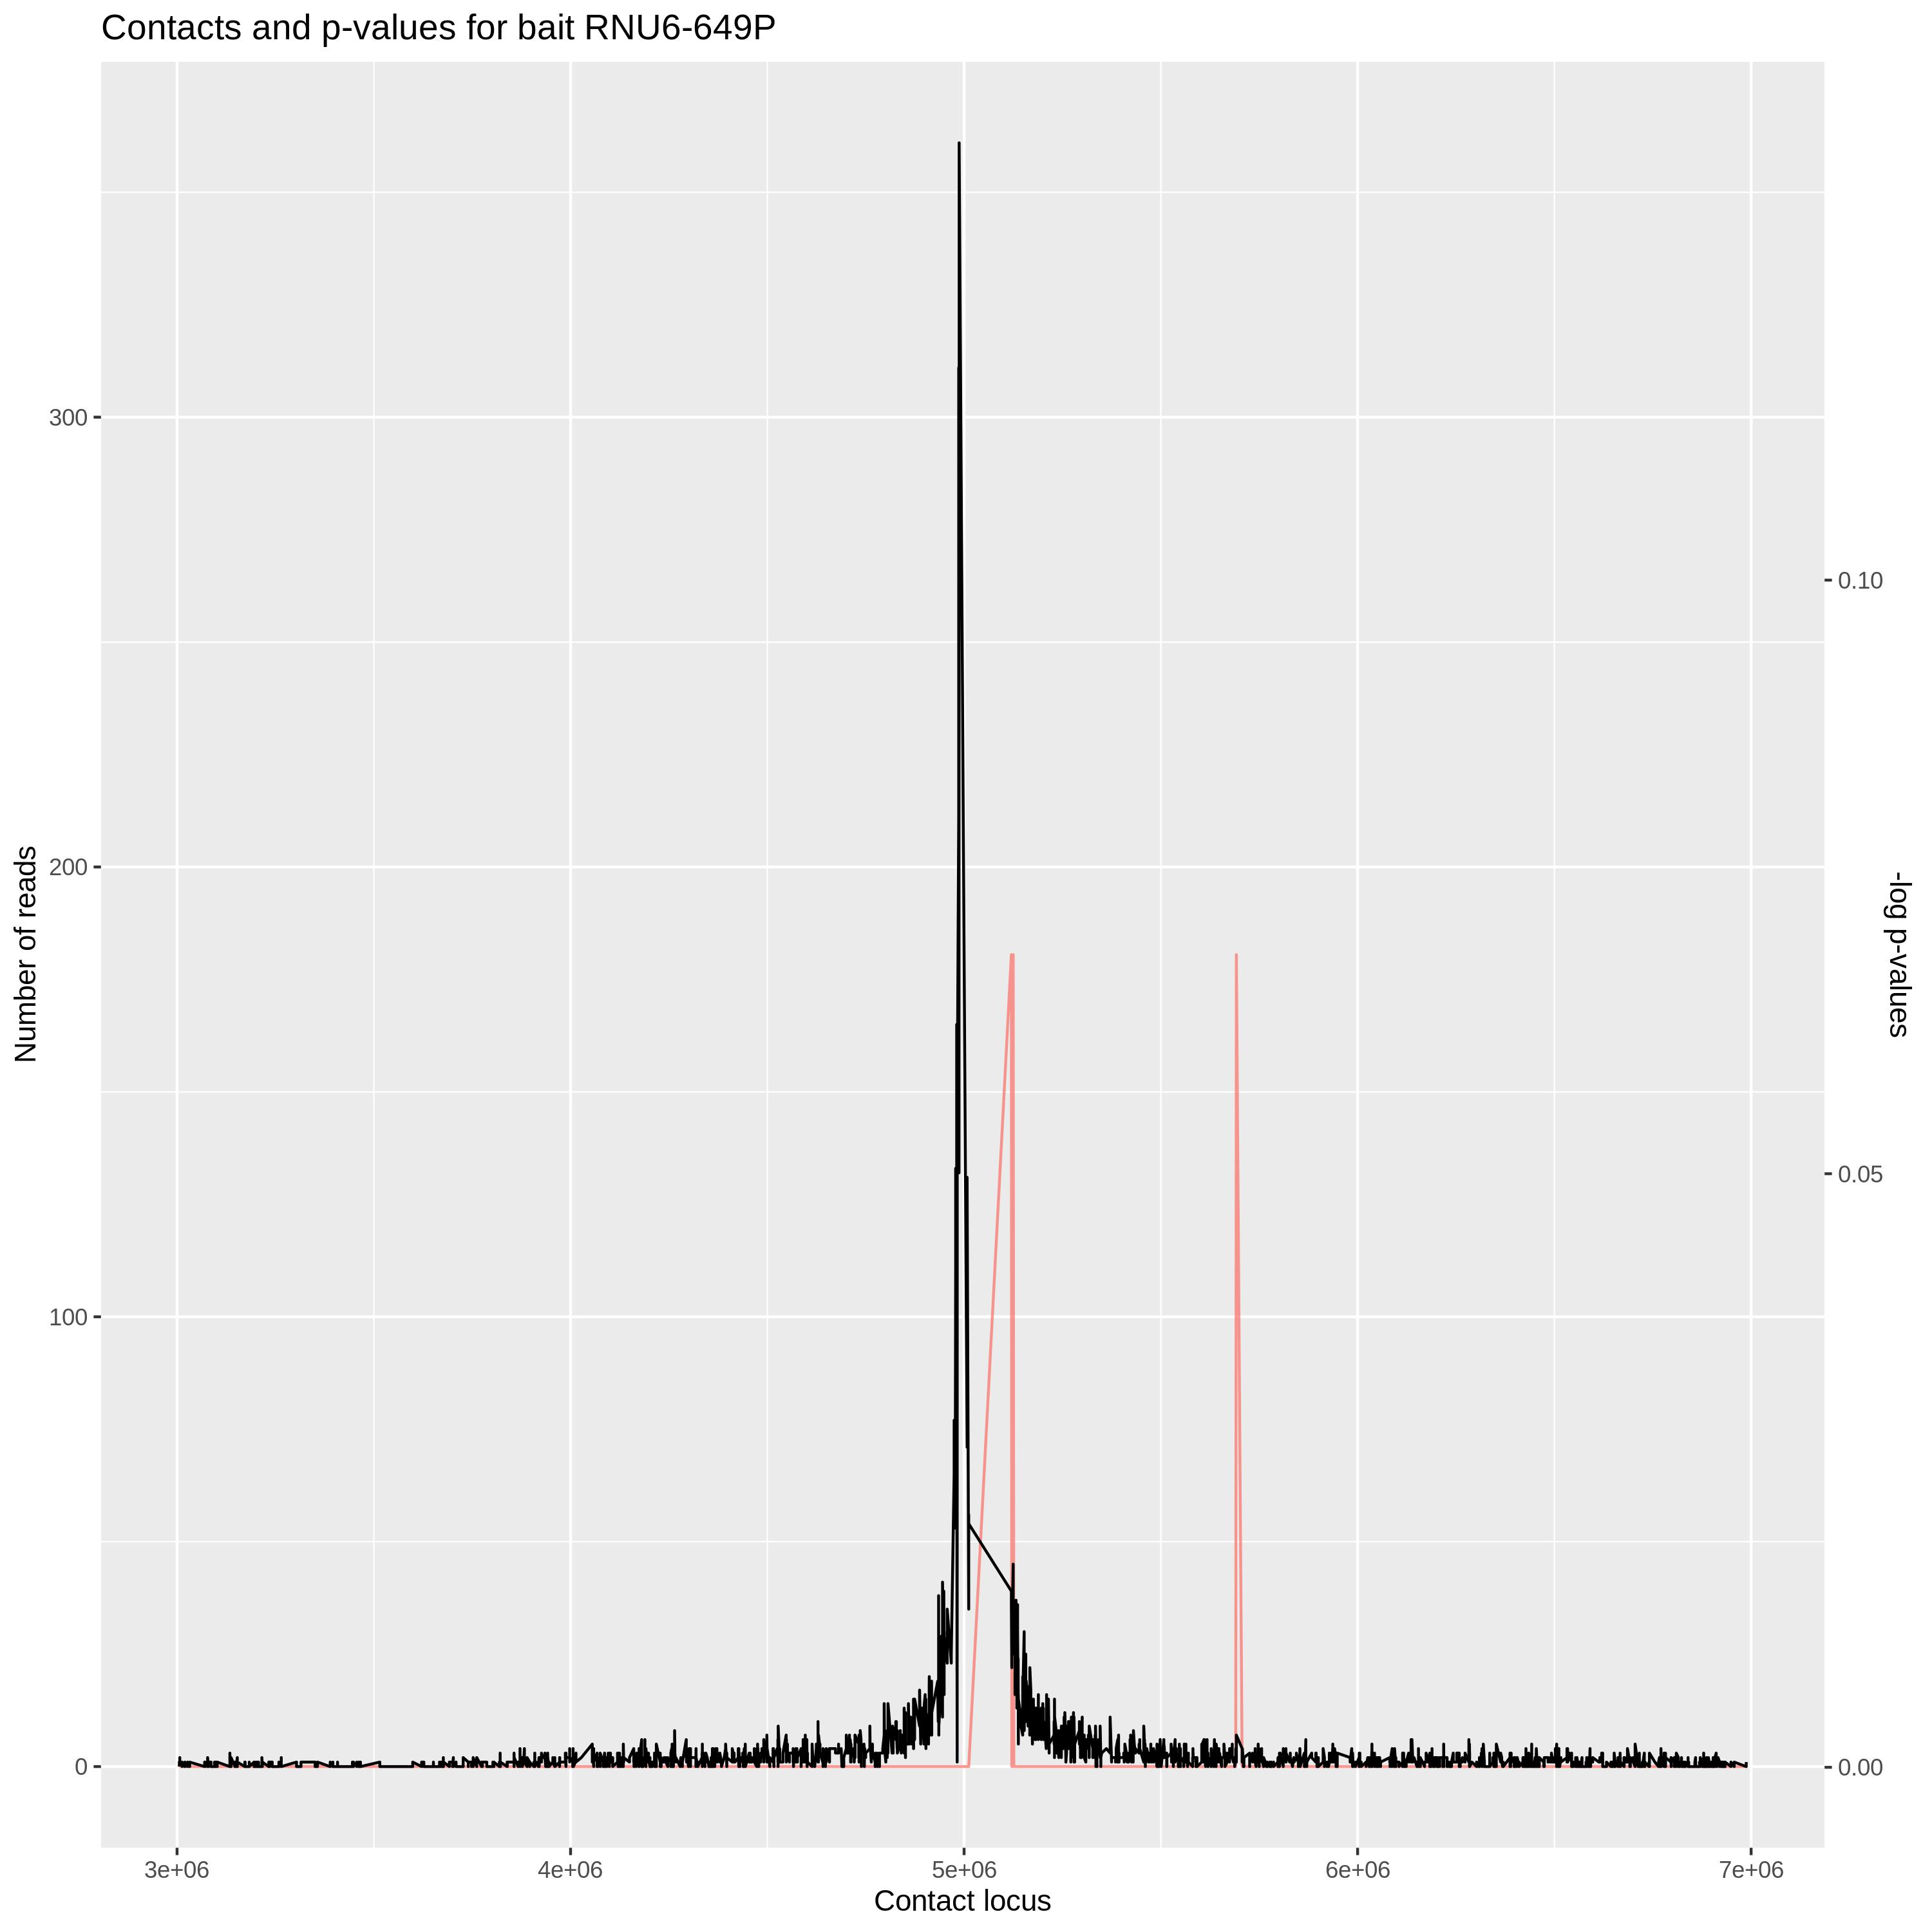 Contacts and p-values for bait RNU6-649P
300
200
100
0
Number of reads
0.10
0.05
0.00
-log p-values
3e+06 4e+06 5e+06 6e+06 7e+06
Contact locus